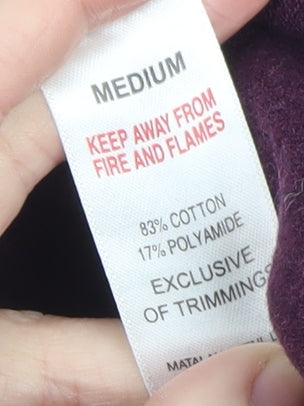 MEDIUM
KEEP AWAY FROM
FIRE AND FLAMES
83% COTTON
17% POLYAMIDE
EXCLUSIVE
OF TRIMMINGS